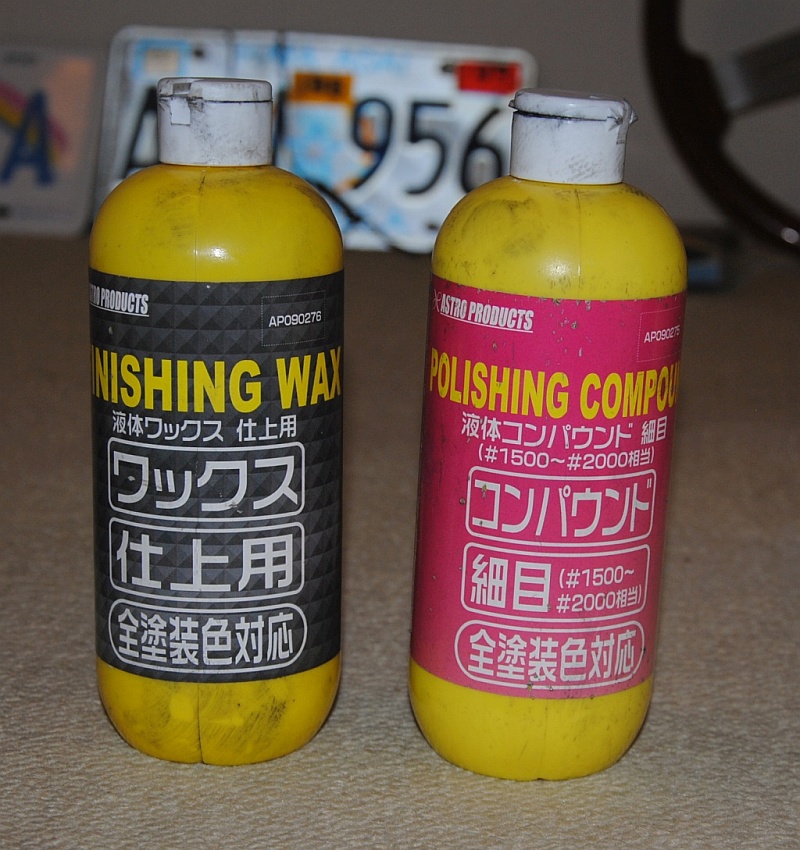 A
A 956
ASTRO PRODUCTS
AP090276
FINISHING WAX
液体ワックス 仕上用
ワックス
仕上用
全塗装色対応
ASTRO PRODUCTS
AP090275
POLISHING COMPOU
液体コンパウンド 細目
(#1500～#2000相当)
コンパウンド
細目 (#1500～
#2000相当)
全塗装色対応